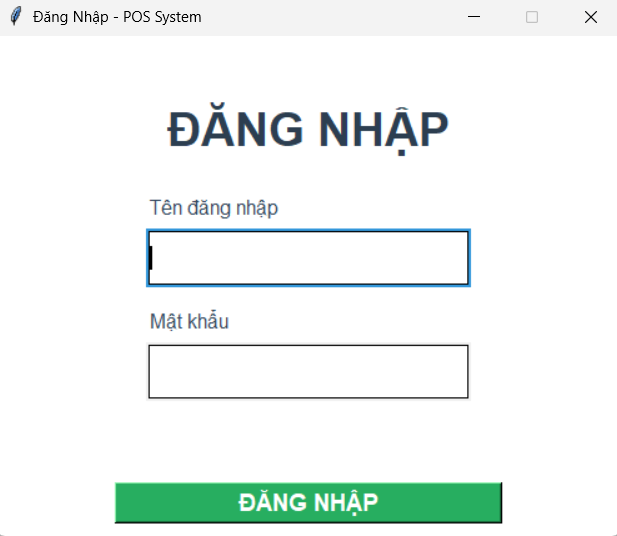 Đăng Nhập - POS System
ĐĂNG NHẬP
Tên đăng nhập
Mật khẩu
ĐĂNG NHẬP